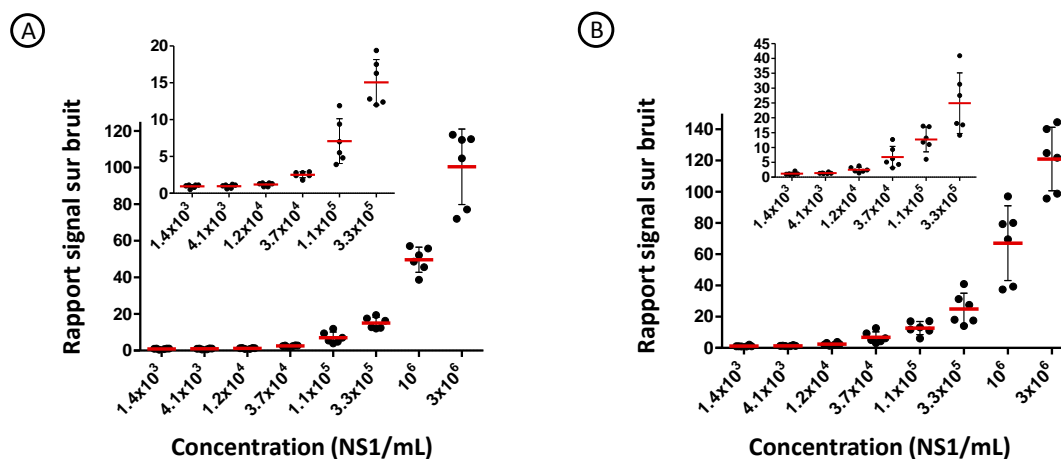 A
Rapport signal sur bruit
20
15
10
5
0
1.4x10³
4.1x10³
1.2x10⁴
3.7x10⁴
1.1x10⁵
3.3x10⁵
120
100
80
60
40
20
0
1.4x10³
4.1x10³
1.2x10⁴
3.7x10⁴
1.1x10⁵
3.3x10⁵
10⁶
3x10⁶
Concentration (NS1/mL)
B
Rapport signal sur bruit
45
40
35
30
25
20
15
10
5
0
1.4x10³
4.1x10³
1.2x10⁴
3.7x10⁴
1.1x10⁵
3.3x10⁵
140
120
100
80
60
40
20
0
1.4x10³
4.1x10³
1.2x10⁴
3.7x10⁴
1.1x10⁵
3.3x10⁵
10⁶
3x10⁶
Concentration (NS1/mL)